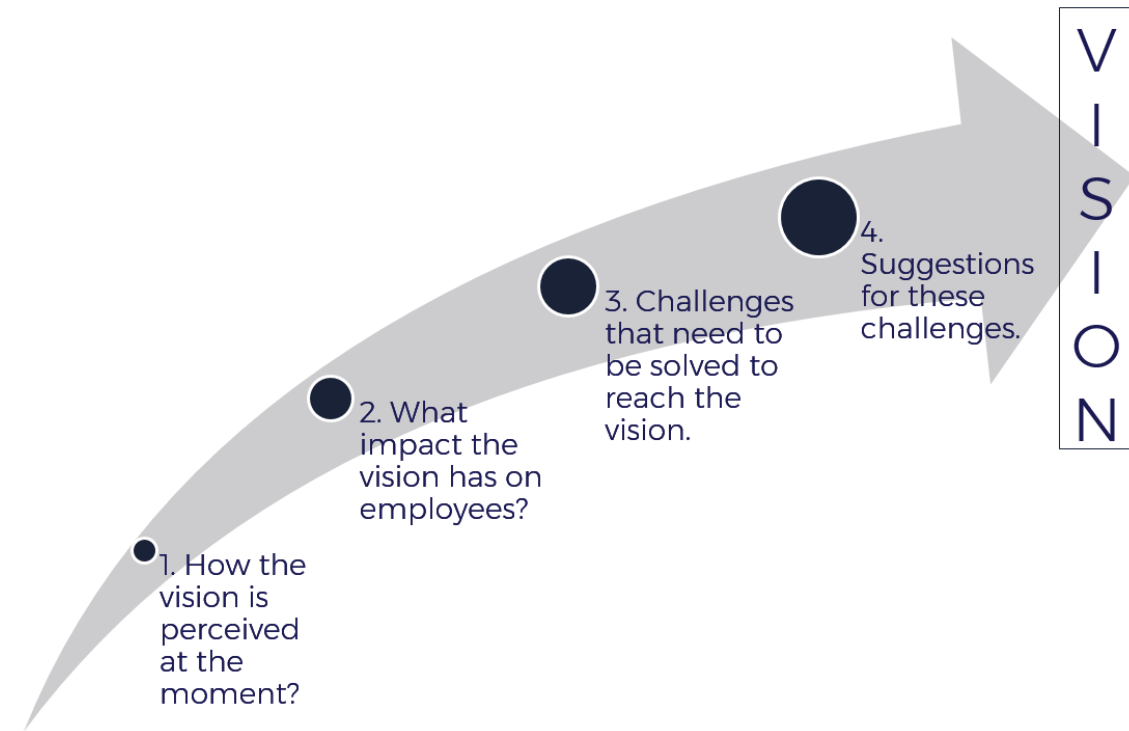 1. How the
vision is
perceived
at the
moment?
2. What
impact the
vision has on
employees?
3. Challenges
that need to
be solved to
reach the
vision.
4.
Suggestions
for these
challenges.
V
I
S
I
O
N